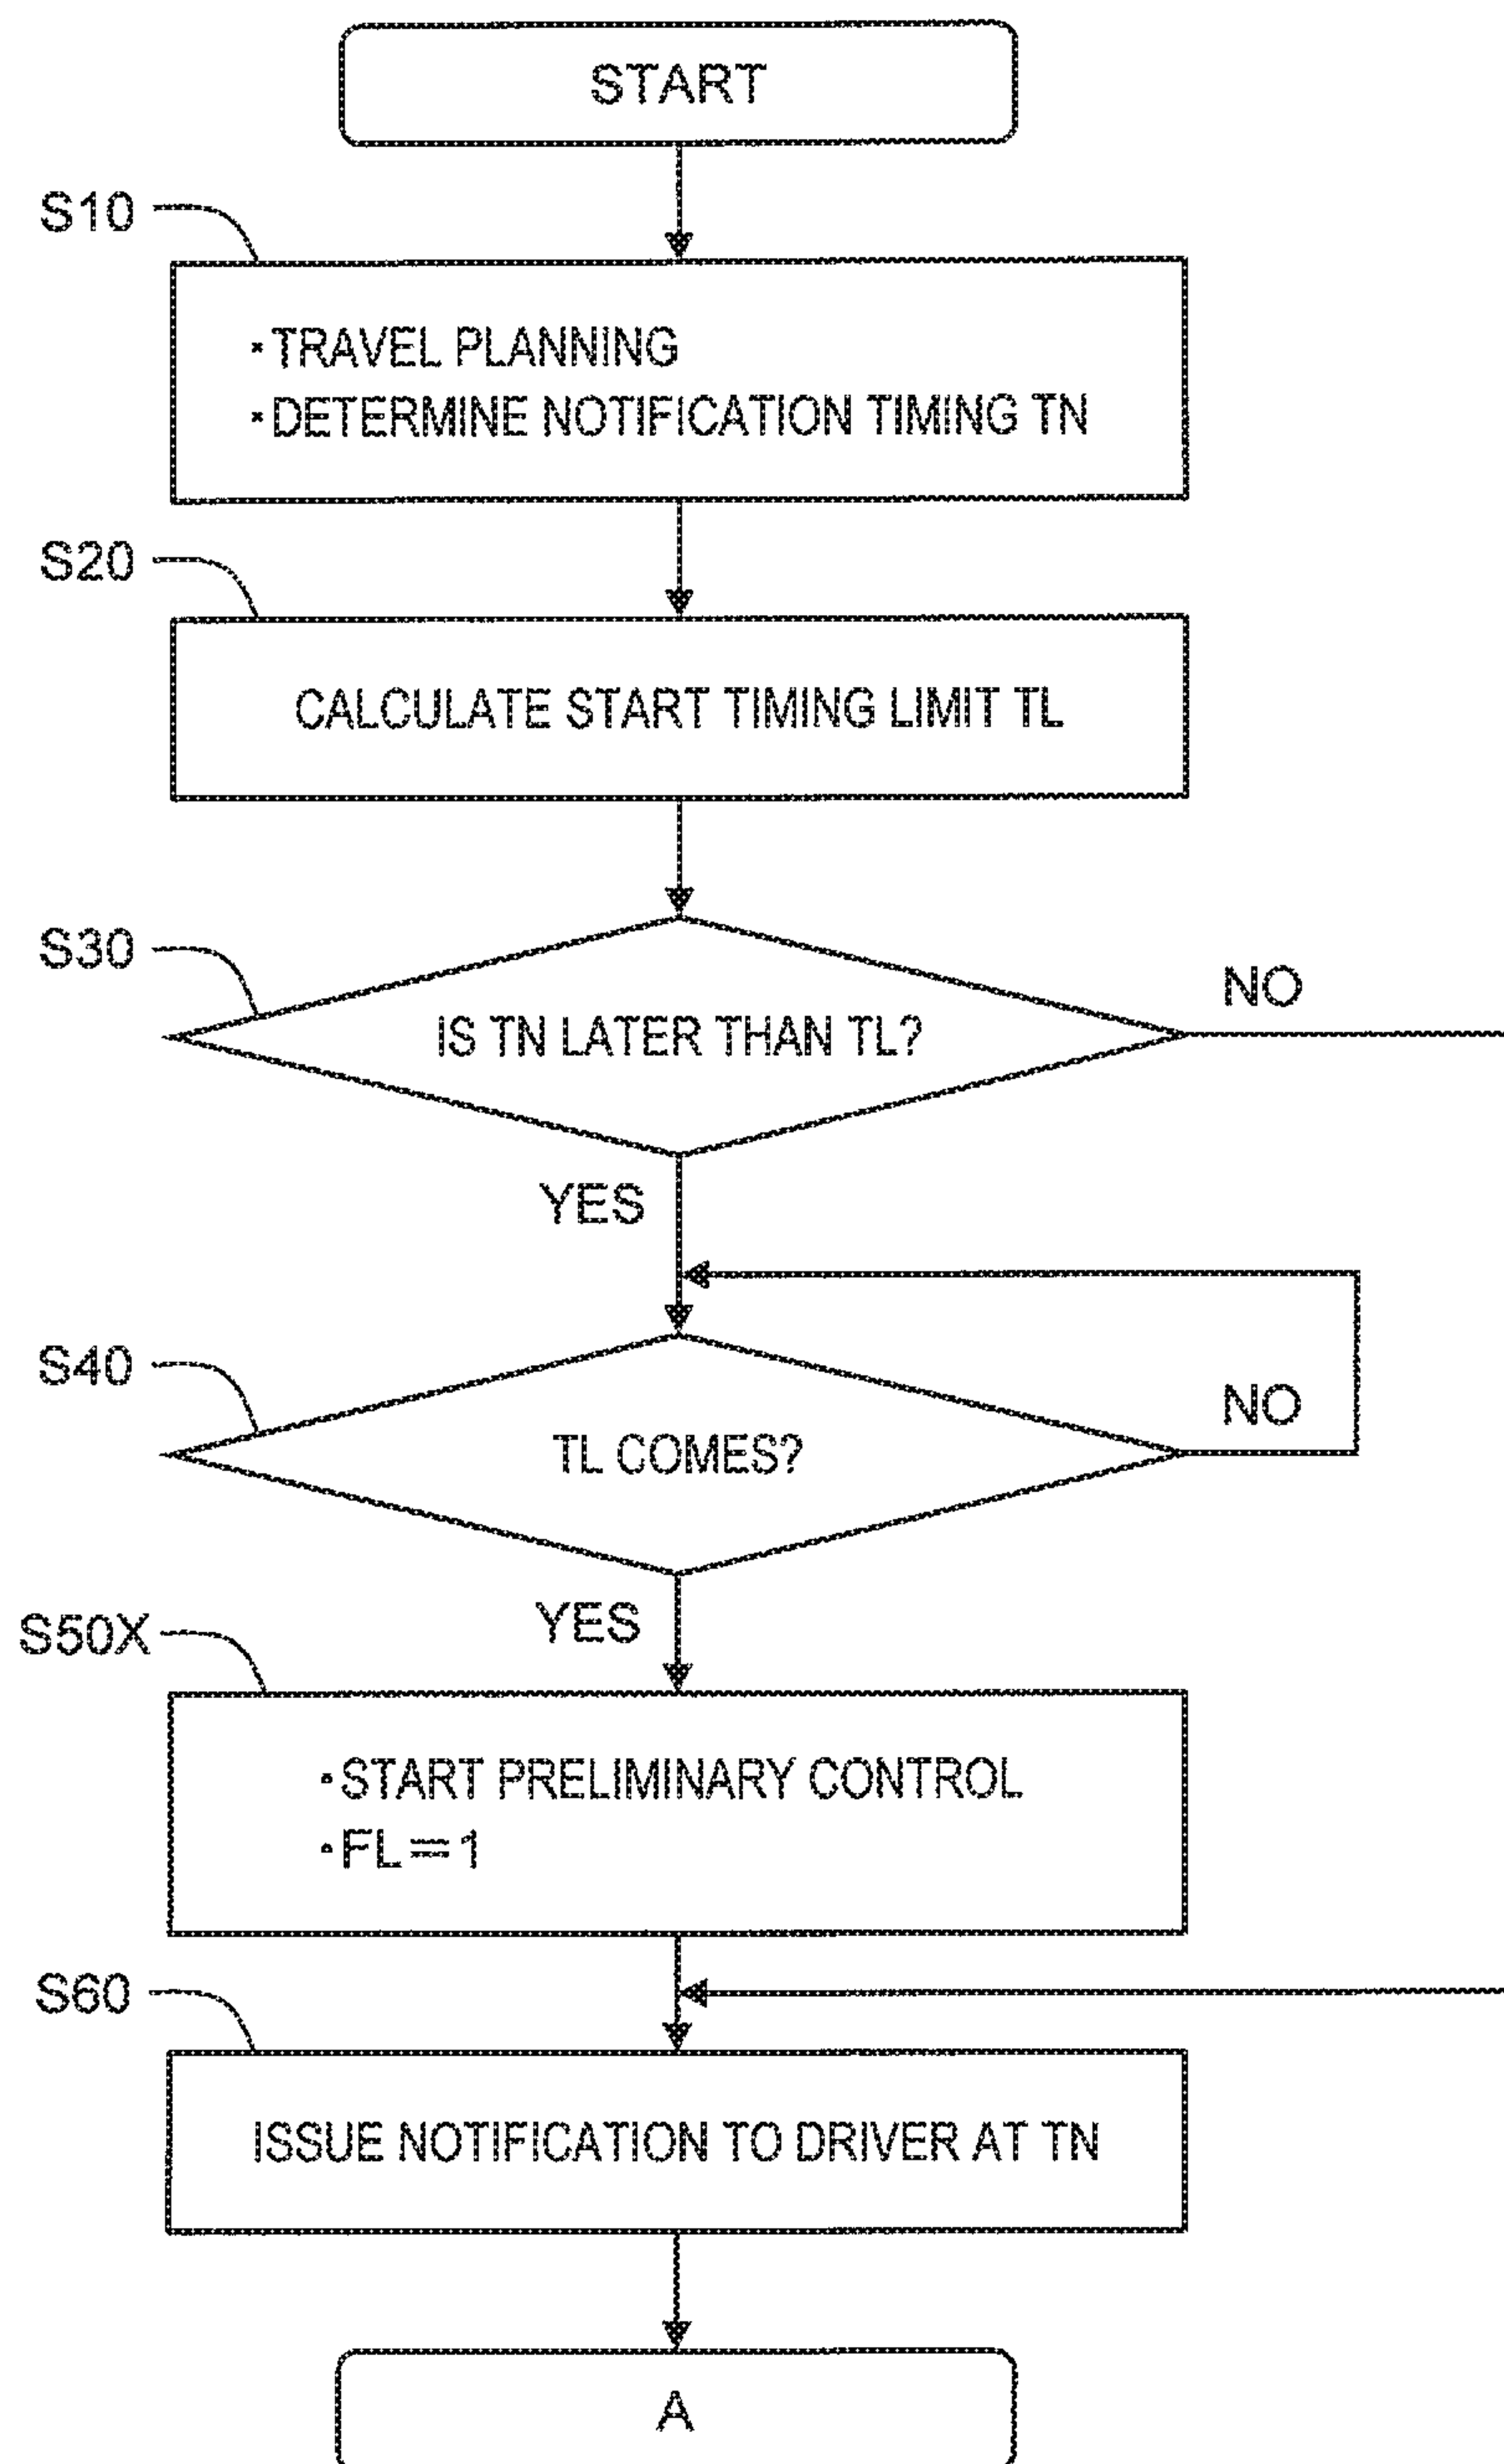 START
S10
・TRAVEL PLANNING
・DETERMINE NOTIFICATION TIMING TN
S20
CALCULATE START TIMING LIMIT TL
S30
IS TN LATER THAN TL?
NO
YES
S40
TL COMES?
NO
YES
S50X
・START PRELIMINARY CONTROL
・FL=1
S60
ISSUE NOTIFICATION TO DRIVER AT TN
A